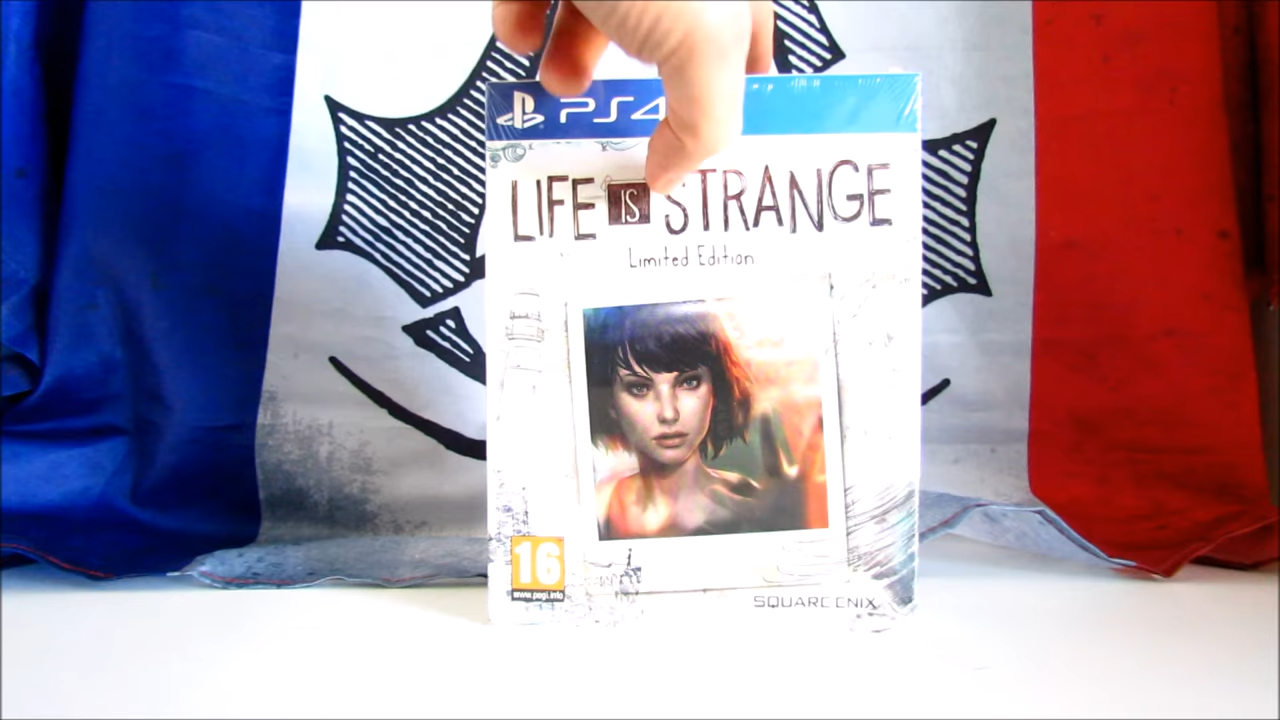 PS4
LIFE IS STRANGE
Limited Edition
16
www.pegi.info
SQUARE ENIX